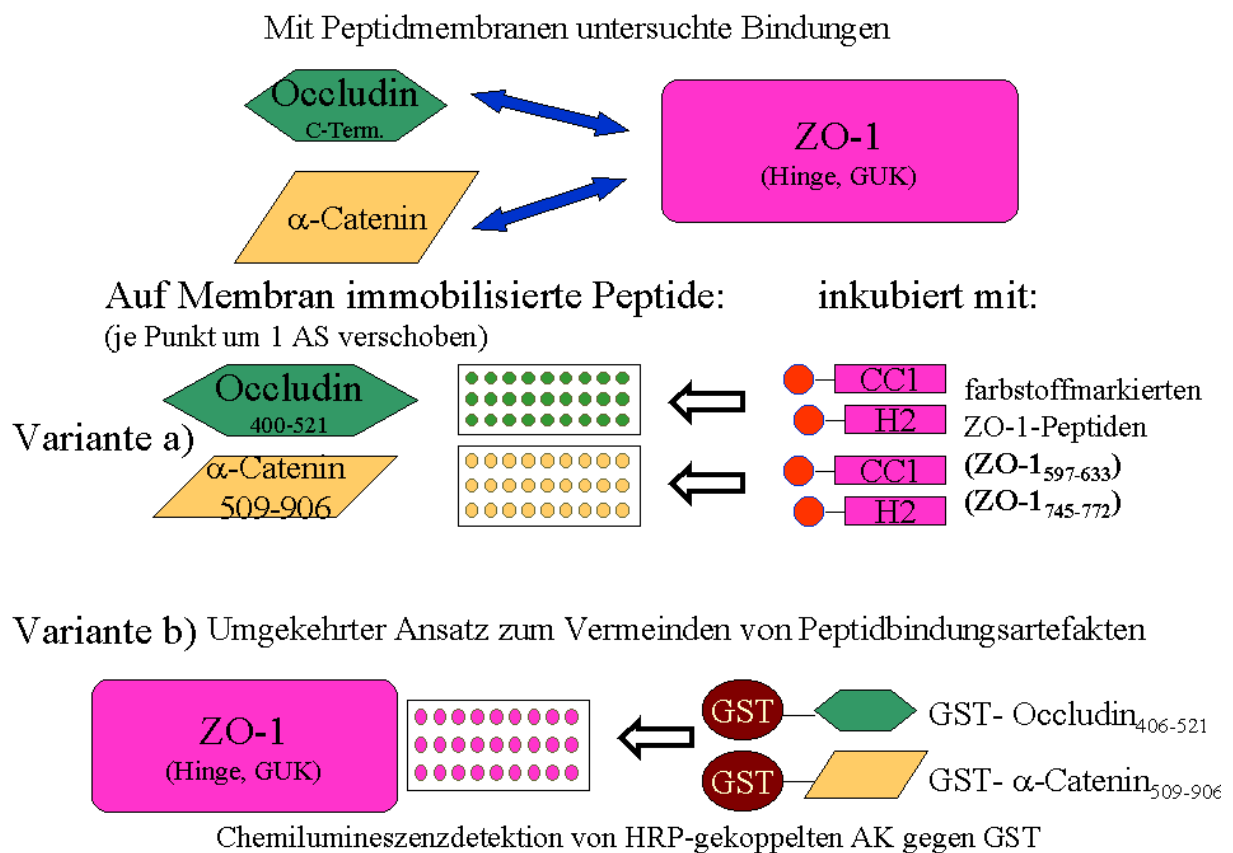 Mit Peptidmembranen untersuchte Bindungen
Occludin
C-Term.
ZO-1
(Hinge, GUK)
α-Catenin
Auf Membran immobilisierte Peptide:
inkubiert mit:
(je Punkt um 1 AS verschoben)
Variante a)
Occludin
400-521
α-Catenin
509-906
CC1
H2
CC1
H2
farbstoffmarkierten
ZO-1-Peptiden
(ZO-1597-633)
(ZO-1745-772)
Variante b) Umgekehrter Ansatz zum Vermeinden von Peptidbindungsartefakten
ZO-1
(Hinge, GUK)
GST
GST- Occludin406-521
GST
GST- α-Catenin509-906
Chemilumineszenzdetektion von HRP-gekoppelten AK gegen GST